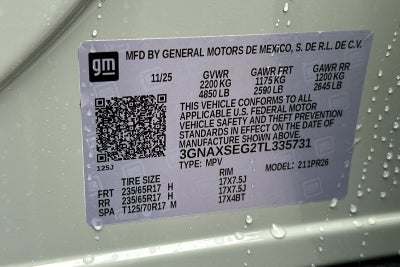 gm
MFD BY GENERAL MOTORS DE MEXICO, S. DE R.L. DE C.V.
11/25 GVWR GAWR FRT GAWR RR
2200 KG 1175 KG 1200 KG
4850 LB 2590 LB 2645 LB
THIS VEHICLE CONFORMS TO ALL
APPLICABLE U.S. FEDERAL MOTOR
VEHICLE SAFETY AND THEFT PREVENTION
STANDARDS IN EFFECT ON THE DATE OF
MANUFACTURE SHOWN ABOVE.
3GNAXSEG2TL335731
TYPE: MPV MODEL: 211PR26
125J
TIRE SIZE RIM
FRT 235/65R17 H 17X7.5J
RR 235/65R17 H 17X7.5J
SPA T125/70R17 M 17X4BT